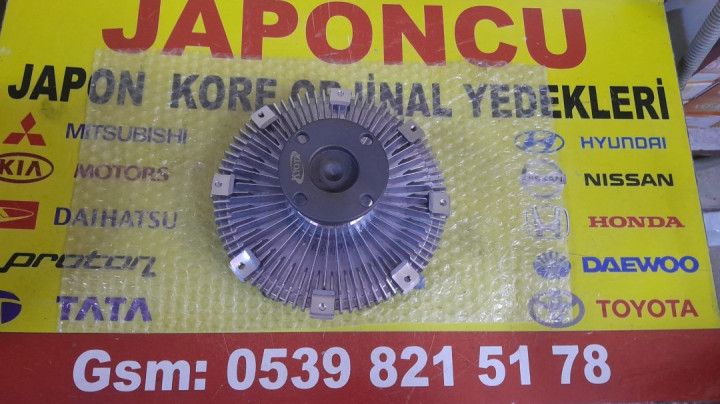 JAPONCU
JAPON KORE ORJİNAL YEDEKLERİ
MITSUBISHI
KIA MOTORS
DAIHATSU
PROTON
TATA
HYUNDAI
NISSAN
HONDA
DAEWOO
TOYOTA
KYOTA
Gsm: 0539 821 51 78